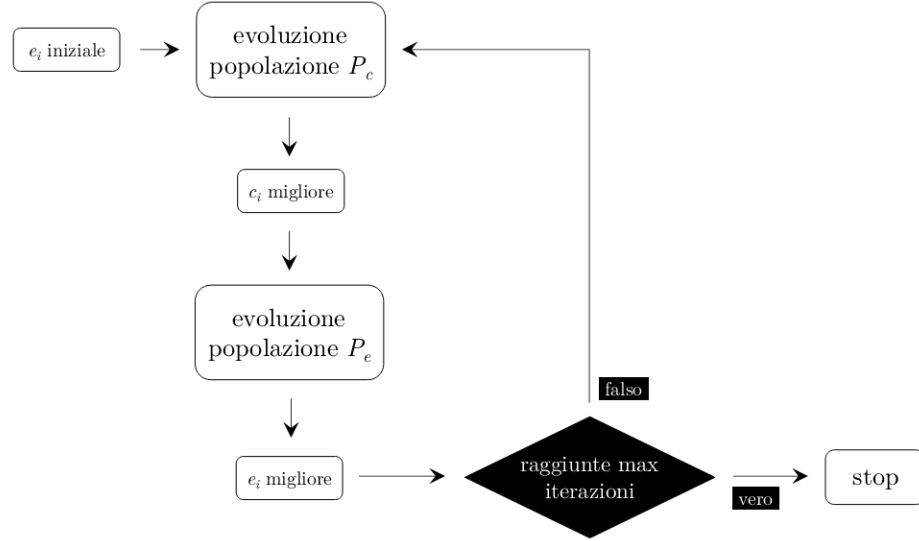 e_i iniziale
evoluzione
popolazione P_c
c_i migliore
evoluzione
popolazione P_e
falso
e_i migliore
raggiunte max
iterazioni
vero
stop